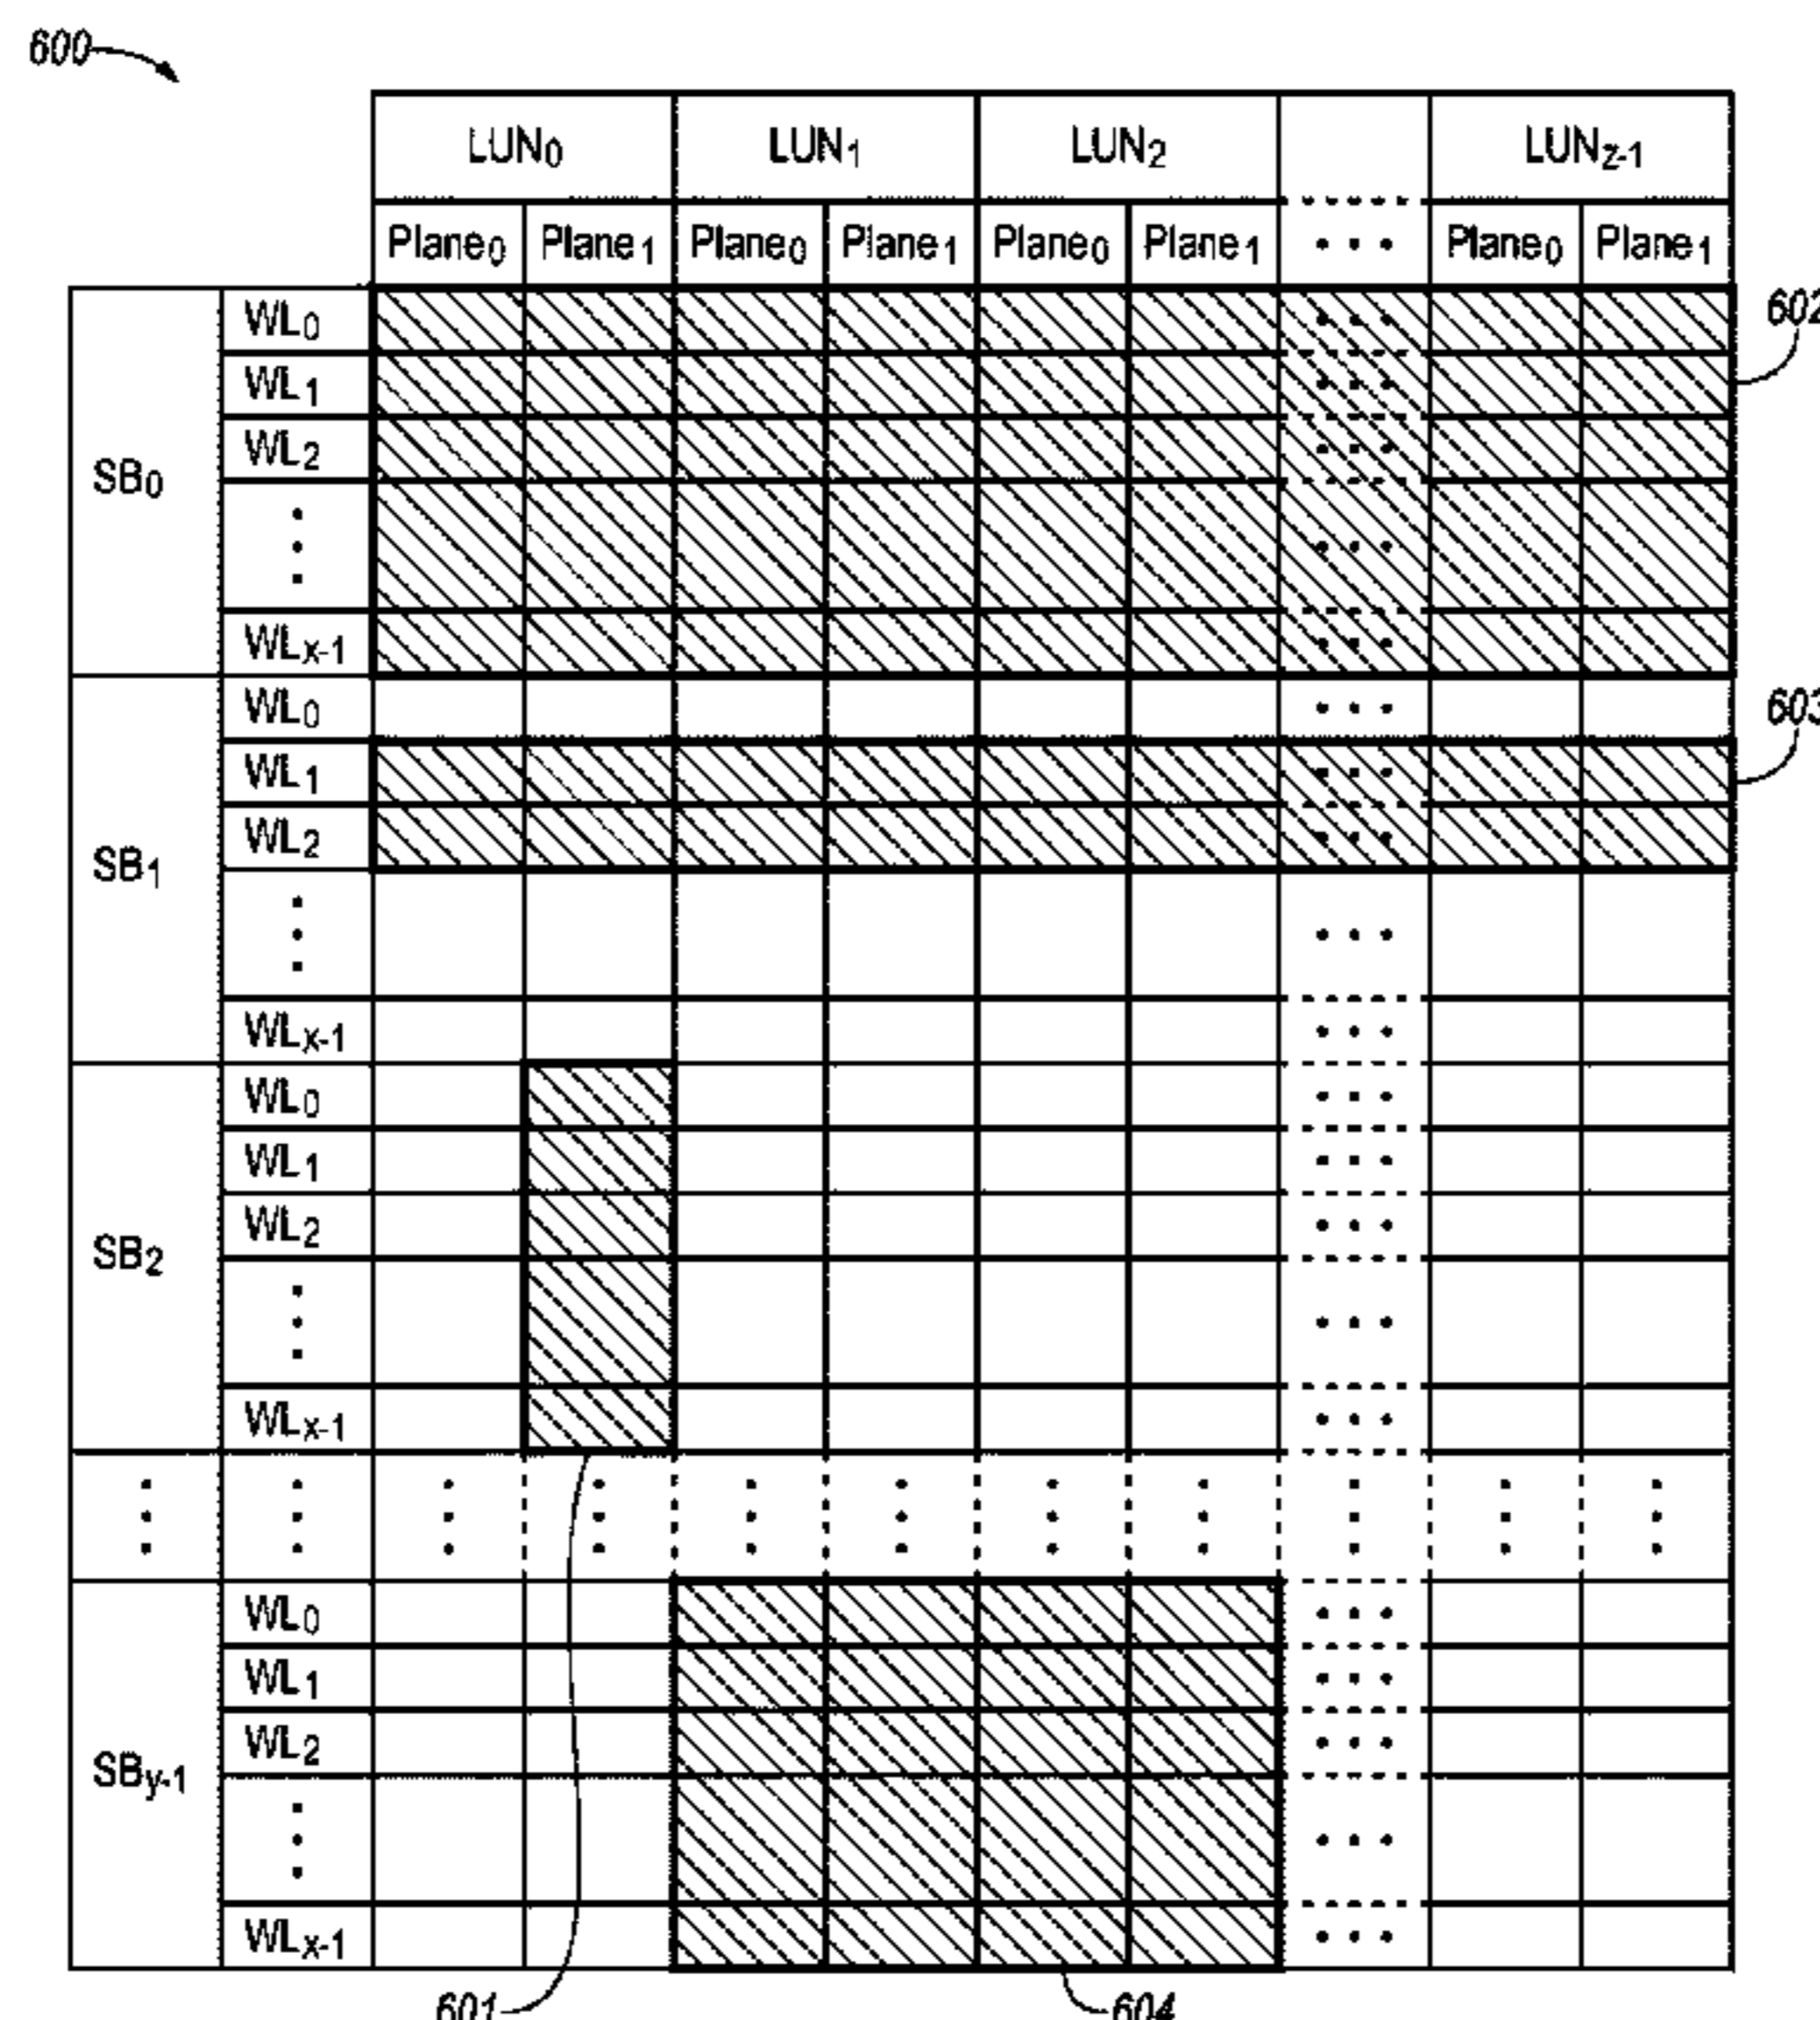 600
LUN0 LUN1 LUN2 LUNz-1
Plane0 Plane1 Plane0 Plane1 Plane0 Plane1 ... Plane0 Plane1
WL0 ... 602
WL1 ...
WL2 ...
SB0
...
WLx-1 ...
WL0 ... 603
WL1 ...
WL2 ...
SB1
...
WLx-1 ...
WL0 ...
WL1 ...
WL2 ...
SB2
...
WLx-1 ...
...
WL0 ...
WL1 ...
WL2 ...
SBy-1
...
WLx-1 ...
601 604